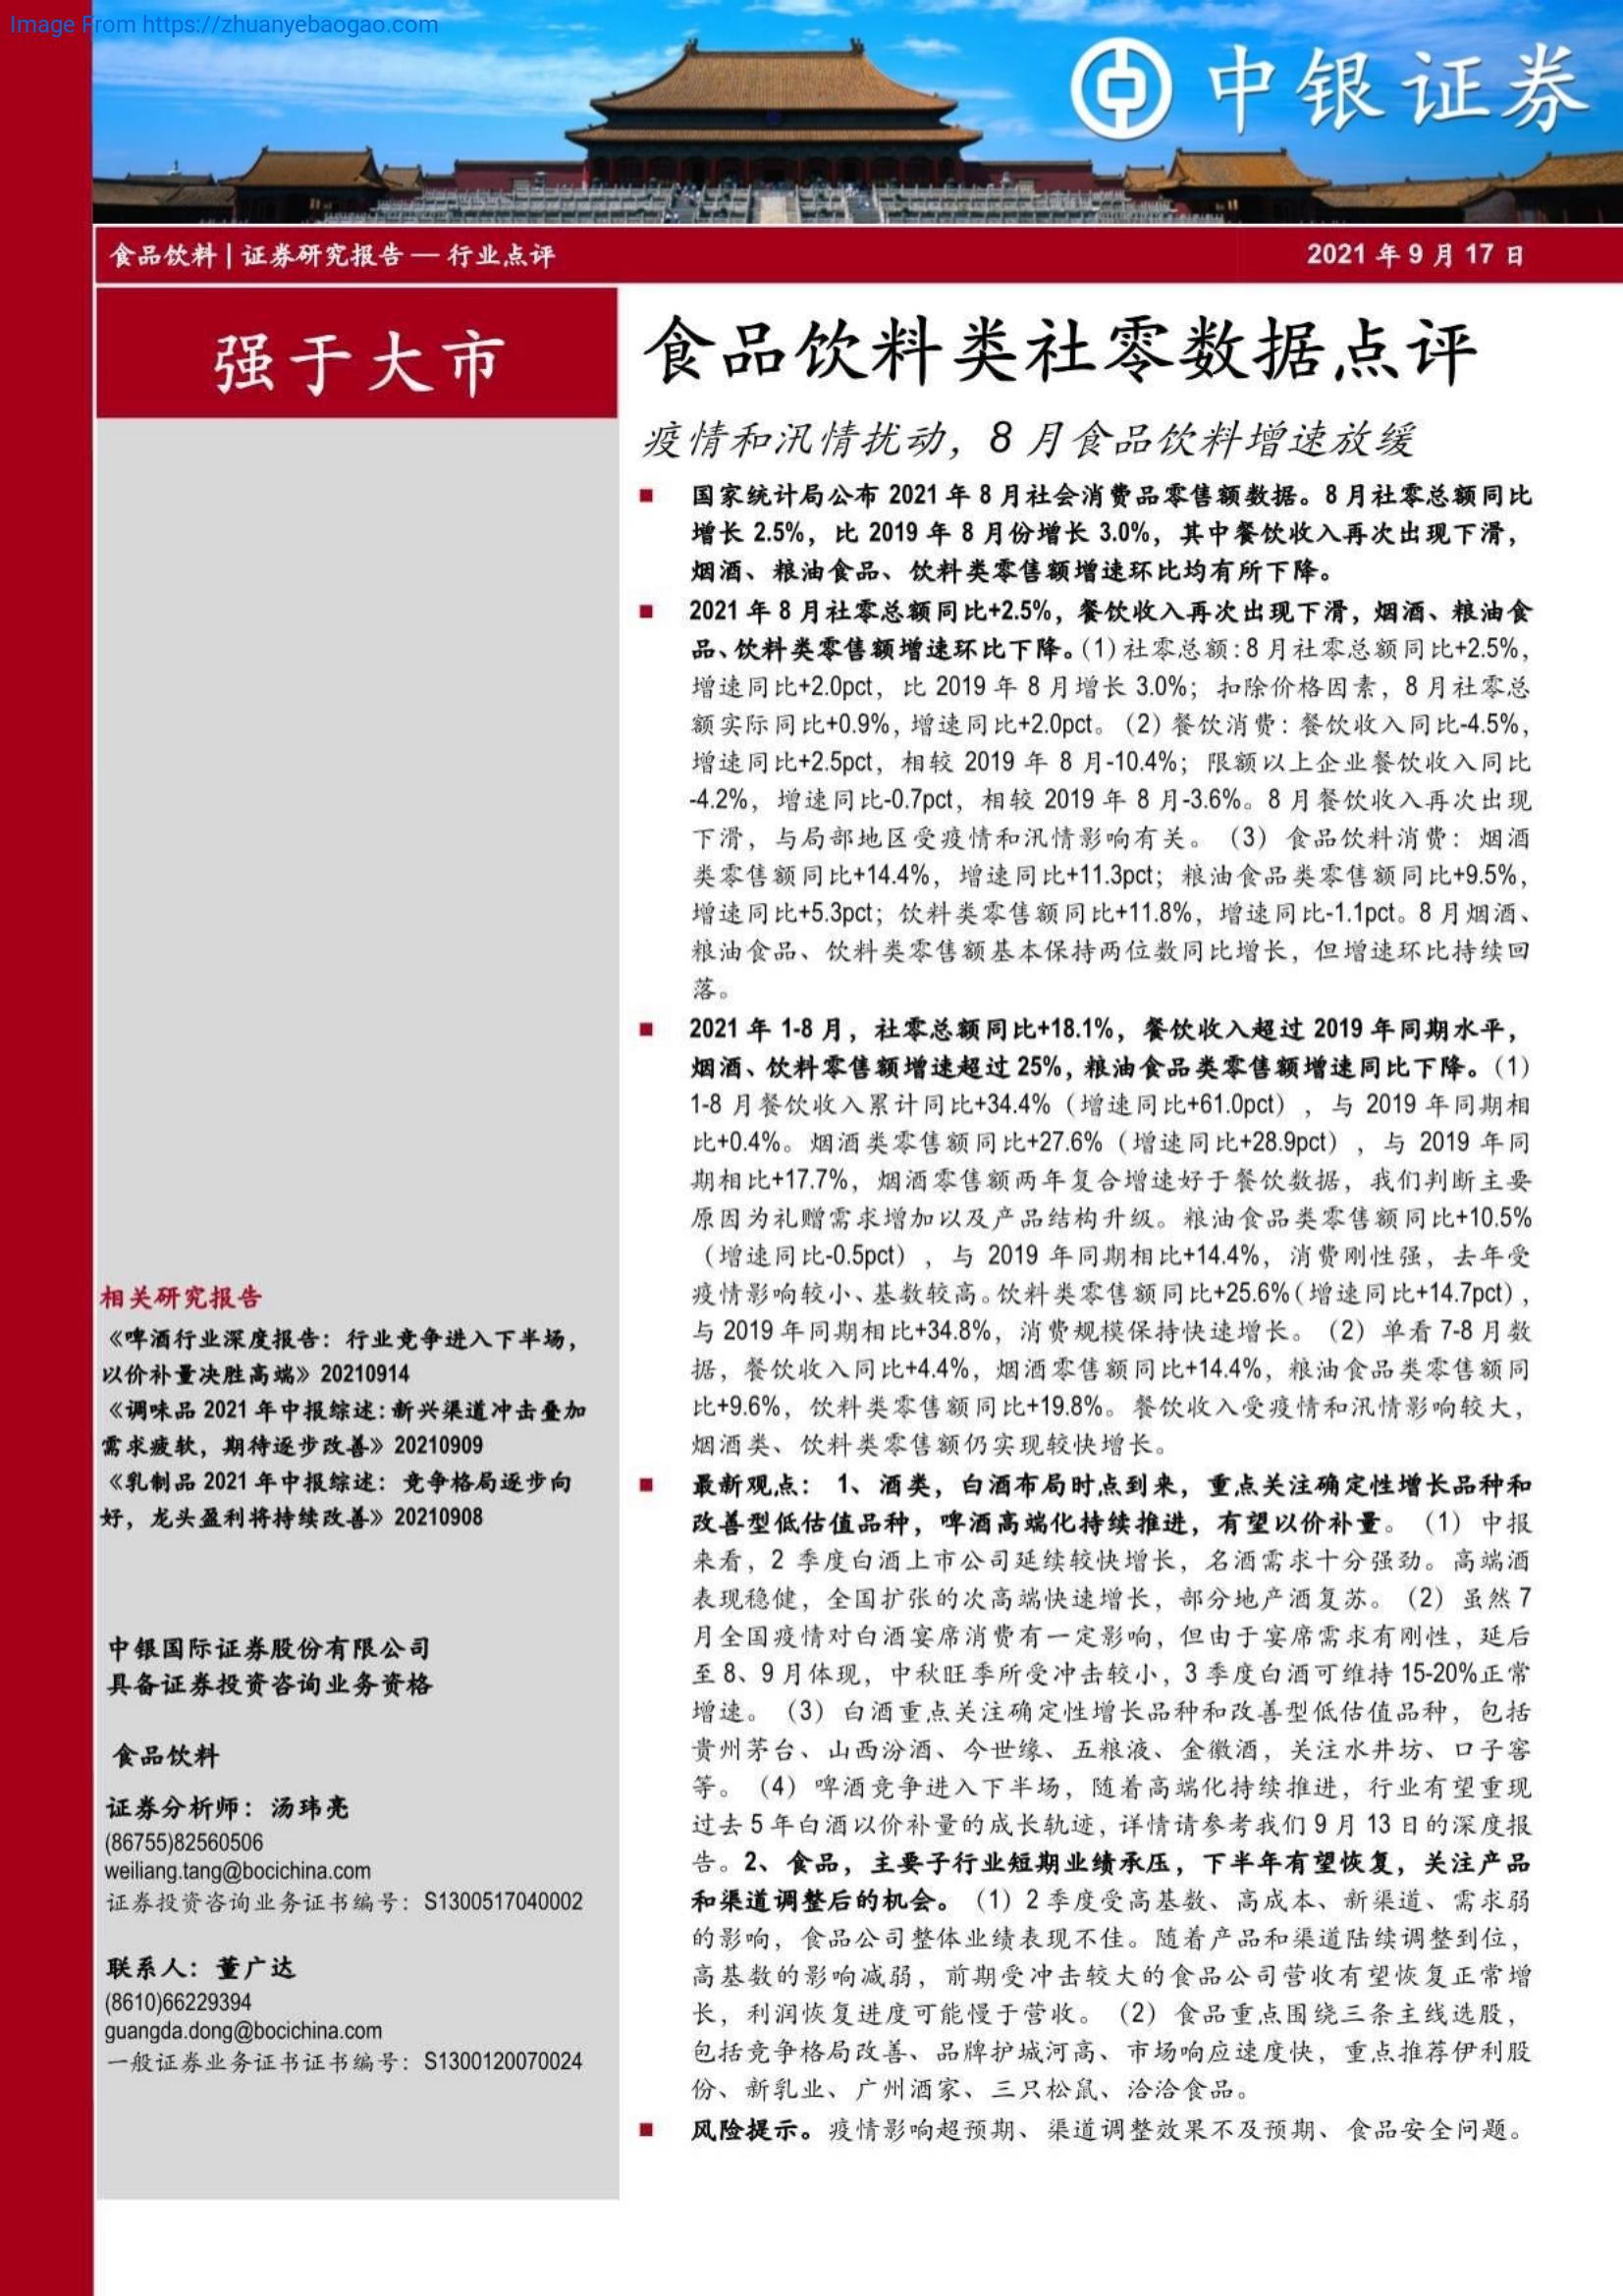 Image From https://zhuanyebaogao.com
中银证券
食品饮料 | 证券研究报告 — 行业点评
2021 年 9 月 17 日
强于大市
食品饮料类社零数据点评
疫情和汛情扰动，8 月食品饮料增速放缓
■ 国家统计局公布 2021 年 8 月社会消费品零售额数据。8 月社零总额同比
增长 2.5%，比 2019 年 8 月份增长 3.0%，其中餐饮收入再次出现下滑，
烟酒、粮油食品、饮料类零售额增速环比均有所下降。
■ 2021 年 8 月社零总额同比+2.5%，餐饮收入再次出现下滑，烟酒、粮油食
品、饮料类零售额增速环比下降。(1)社零总额：8 月社零总额同比+2.5%，
增速同比+2.0pct，比 2019 年 8 月增长 3.0%；扣除价格因素，8 月社零总
额实际同比+0.9%，增速同比+2.0pct。(2)餐饮消费：餐饮收入同比-4.5%，
增速同比+2.5pct，相较 2019 年 8 月-10.4%；限额以上企业餐饮收入同比
-4.2%，增速同比-0.7pct，相较 2019 年 8 月-3.6%。8 月餐饮收入再次出现
下滑，与局部地区受疫情和汛情影响有关。（3）食品饮料消费：烟酒
类零售额同比+14.4%，增速同比+11.3pct；粮油食品类零售额同比+9.5%，
增速同比+5.3pct；饮料类零售额同比+11.8%，增速同比-1.1pct。8 月烟酒、
粮油食品、饮料类零售额基本保持两位数同比增长，但增速环比持续回
落。
■ 2021 年 1-8 月，社零总额同比+18.1%，餐饮收入超过 2019 年同期水平，
烟酒、饮料零售额增速超过 25%，粮油食品类零售额增速同比下降。(1)
1-8 月餐饮收入累计同比+34.4%（增速同比+61.0pct），与 2019 年同期相
比+0.4%。烟酒类零售额同比+27.6%（增速同比+28.9pct），与 2019 年同
期相比+17.7%，烟酒零售额两年复合增速好于餐饮数据，我们判断主要
原因为礼赠需求增加以及产品结构升级。粮油食品类零售额同比+10.5%
（增速同比-0.5pct），与 2019 年同期相比+14.4%，消费刚性强，去年受
疫情影响较小、基数较高。饮料类零售额同比+25.6%（增速同比+14.7pct），
与 2019 年同期相比+34.8%，消费规模保持快速增长。（2）单看 7-8 月数
据，餐饮收入同比+4.4%，烟酒零售额同比+14.4%，粮油食品类零售额同
比+9.6%，饮料类零售额同比+19.8%。餐饮收入受疫情和汛情影响较大，
烟酒类、饮料类零售额仍实现较快增长。
■ 最新观点： 1、酒类，白酒布局时点到来，重点关注确定性增长品种和
改善型低估值品种，啤酒高端化持续推进，有望以价补量。（1）中报
来看，2 季度白酒上市公司延续较快增长，名酒需求十分强劲。高端酒
表现稳健，全国扩张的次高端快速增长，部分地产酒复苏。（2）虽然 7
月全国疫情对白酒宴席消费有一定影响，但由于宴席需求有刚性，延后
至 8、9 月体现，中秋旺季所受冲击较小，3 季度白酒可维持 15-20%正常
增速。（3）白酒重点关注确定性增长品种和改善型低估值品种，包括
贵州茅台、山西汾酒、今世缘、五粮液、金徽酒，关注水井坊、口子窖
等。（4）啤酒竞争进入下半场，随着高端化持续推进，行业有望重现
过去 5 年白酒以价补量的成长轨迹，详情请参考我们 9 月 13 日的深度报
告。2、食品，主要子行业短期业绩承压，下半年有望恢复，关注产品
和渠道调整后的机会。（1）2 季度受高基数、高成本、新渠道、需求弱
的影响，食品公司整体业绩表现不佳。随着产品和渠道陆续调整到位，
高基数的影响减弱，前期受冲击较大的食品公司营收有望恢复正常增
长，利润恢复进度可能慢于营收。（2）食品重点围绕三条主线选股，
包括竞争格局改善、品牌护城河高、市场响应速度快，重点推荐伊利股
份、新乳业、广州酒家、三只松鼠、洽洽食品。
■ 风险提示。疫情影响超预期、渠道调整效果不及预期、食品安全问题。
相关研究报告
《啤酒行业深度报告：行业竞争进入下半场，
以价补量决胜高端》20210914
《调味品 2021 年中报综述：新兴渠道冲击叠加
需求疲软，期待逐步改善》20210909
《乳制品 2021 年中报综述：竞争格局逐步向
好，龙头盈利将持续改善》20210908
中银国际证券股份有限公司
具备证券投资咨询业务资格
食品饮料
证券分析师：汤玮亮
(86755)82560506
weiliang.tang@bocichina.com
证券投资咨询业务证书编号：S1300517040002
联系人：董广达
(8610)66229394
guangda.dong@bocichina.com
一般证券业务证书证书编号：S1300120070024